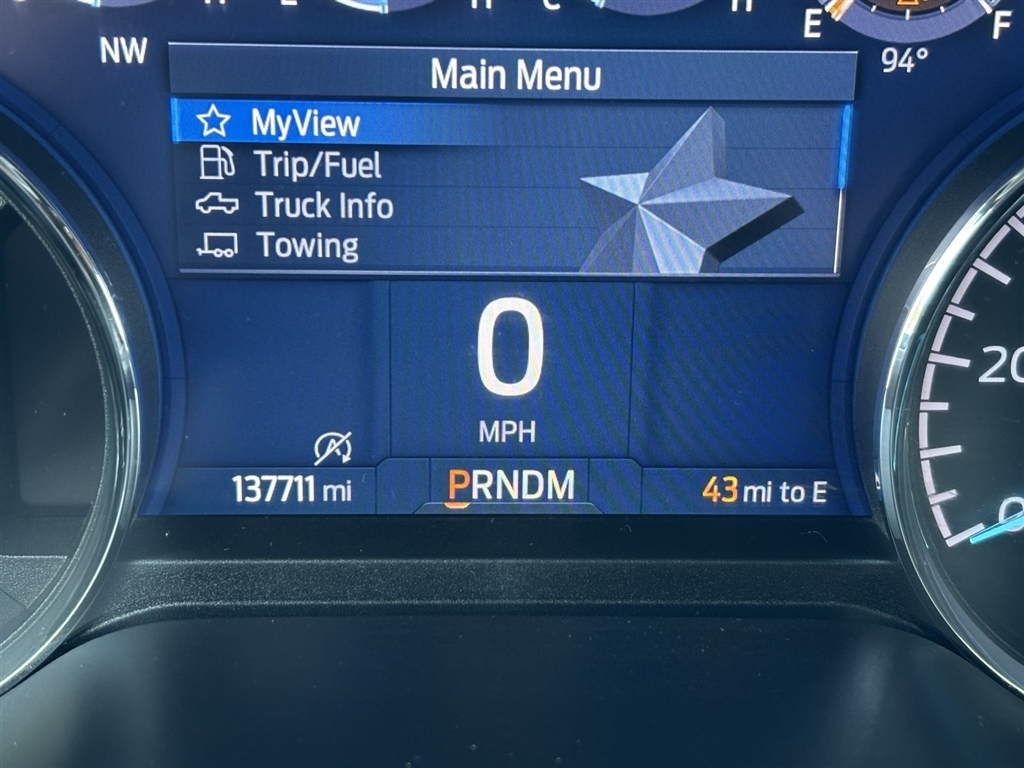 E F
NW
94°
Main Menu
MyView
Trip/Fuel
Truck Info
Towing
0
MPH
20
137711 mi
PRNDM
43 mi to E
0